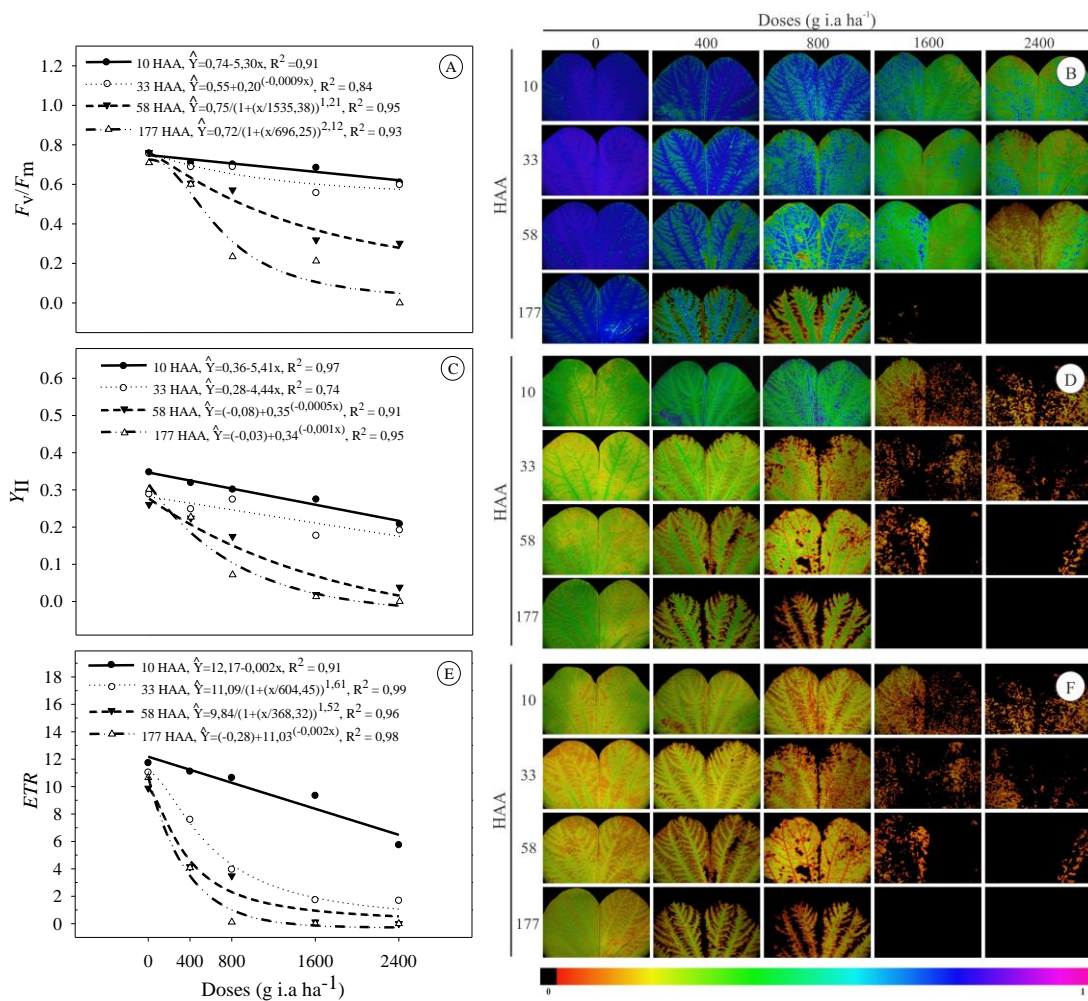 10 HAA, Ŷ=0,74-5,30x, R² = 0,91
33 HAA, Ŷ=0,55+0,20⁽⁻⁰,⁰⁰⁰⁹ˣ⁾, R² = 0,84
58 HAA, Ŷ=0,75/(1+(x/1535,38))¹,²¹, R² = 0,95
177 HAA, Ŷ=0,72/(1+(x/696,25))²,¹², R² = 0,93
A
1.2
1.0
0.8
0.6
0.4
0.2
0.0
Fv/Fm
10 HAA, Ŷ=0,36-5,41x, R² = 0,97
33 HAA, Ŷ=0,28-4,44x, R² = 0,74
58 HAA, Ŷ=(-0,08)+0,35⁽⁻⁰,⁰⁰⁰⁵ˣ⁾, R² = 0,91
177 HAA, Ŷ=(-0,03)+0,34⁽⁻⁰,⁰⁰¹ˣ⁾, R² = 0,95
C
0.6
0.5
0.4
0.3
0.2
0.1
0.0
YII
10 HAA, Ŷ=12,17-0,002x, R² = 0,91
33 HAA, Ŷ=11,09/(1+(x/604,45))¹,⁶¹, R² = 0,99
58 HAA, Ŷ=9,84/(1+(x/368,32))¹,⁵², R² = 0,96
177 HAA, Ŷ=(-0,28)+11,03⁽⁻⁰,⁰⁰²ˣ⁾, R² = 0,98
E
18
16
14
12
10
8
6
4
2
0
ETR
0 400 800 1600 2400
Doses (g i.a ha⁻¹)
Doses (g i.a ha⁻¹)
0 400 800 1600 2400
B
HAA
10
33
58
177
D
HAA
10
33
58
177
F
HAA
10
33
58
177
0 1